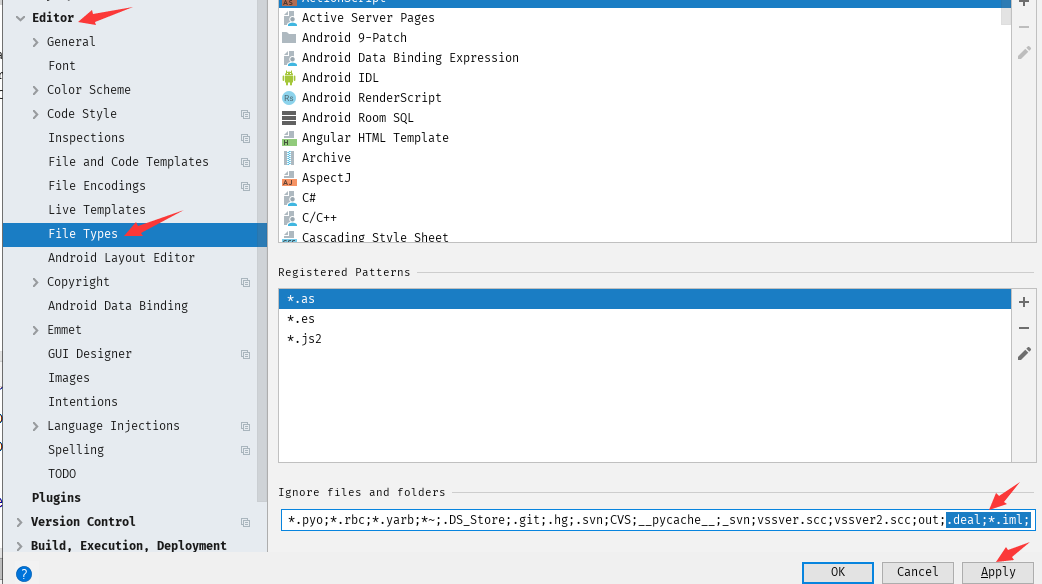 Editor
General
Font
Color Scheme
Code Style
Inspections
File and Code Templates
File Encodings
Live Templates
File Types
Android Layout Editor
Copyright
Android Data Binding
Emmet
GUI Designer
Images
Intentions
Language Injections
Spelling
TODO
Plugins
Version Control
Build, Execution, Deployment
?
AS
Active Server Pages
Android 9-Patch
Android Data Binding Expression
Android IDL
Rs Android RenderScript
Android Room SQL
H Angular HTML Template
Archive
AJ AspectJ
C#
C/C++
Cascading Style Sheet
Registered Patterns
*.as
*.es
*.js2
Ignore files and folders
*.pyo;*.rbc;*.yarb;*~;.DS_Store;.git;.hg;.svn;CVS;__pycache__;_svn;vssver.scc;vssver2.scc;out;.deal;*.iml;
OK
Cancel
Apply